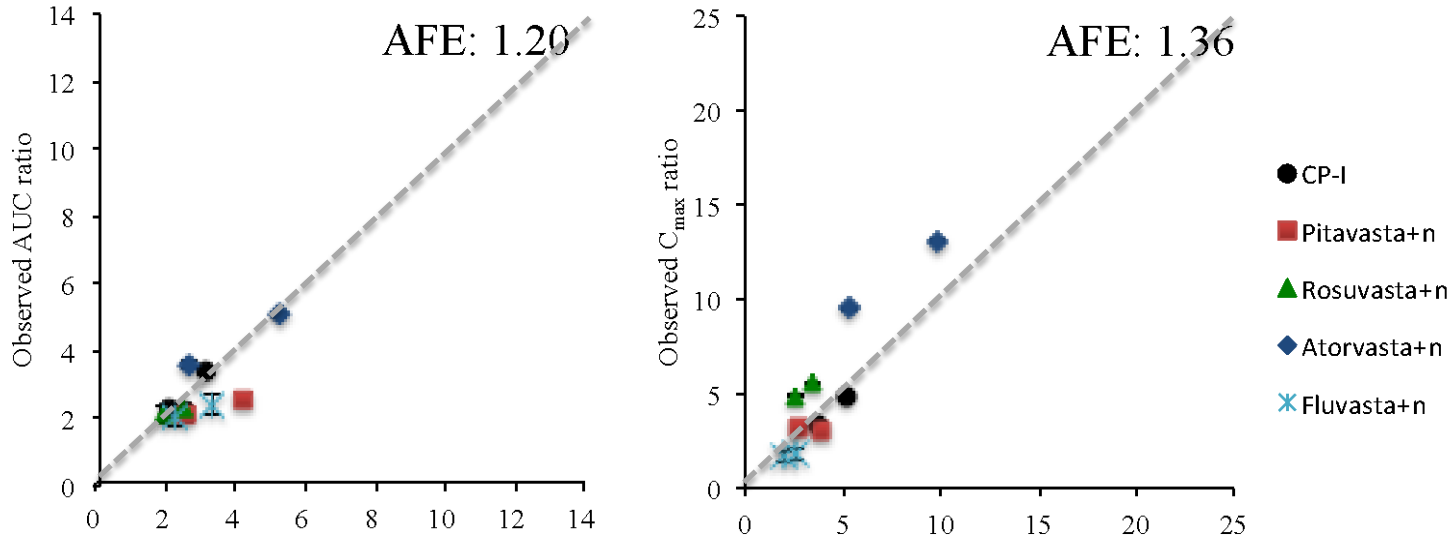 AFE: 1.20
Observed AUC ratio
14
12
10
8
6
4
2
0
0 2 4 6 8 10 12 14
AFE: 1.36
Observed Cmax ratio
25
20
15
10
5
0
0 5 10 15 20 25
CP-I
Pitavasta+n
Rosuvasta+n
Atorvasta+n
Fluvasta+n